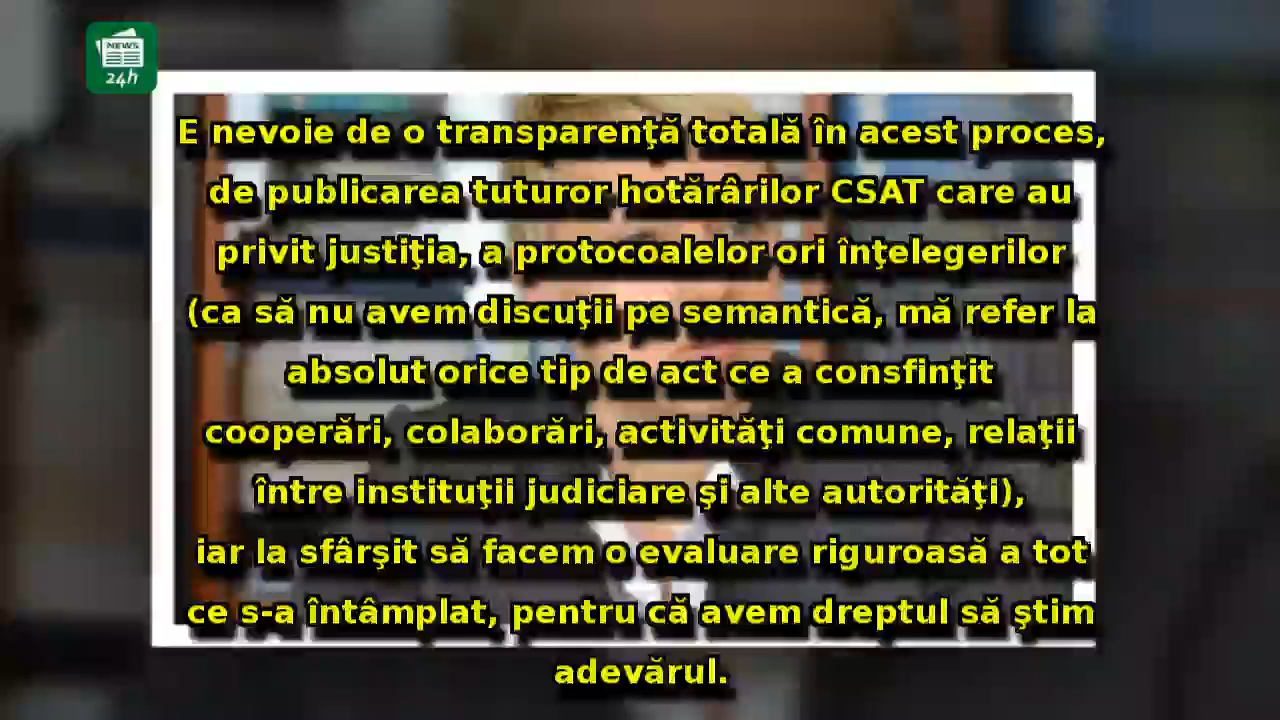 NEWS
24h
E nevoie de o transparenţă totală în acest proces,
de publicarea tuturor hotărârilor CSAT care au
privit justiţia, a protocoalelor ori înţelegerilor
(ca să nu avem discuţii pe semantică, mă refer la
absolut orice tip de act ce a consfinţit
cooperări, colaborări, activităţi comune, relaţii
între instituţii judiciare şi alte autorităţi),
iar la sfârşit să facem o evaluare riguroasă a tot
ce s-a întâmplat, pentru că avem dreptul să ştim
adevărul.